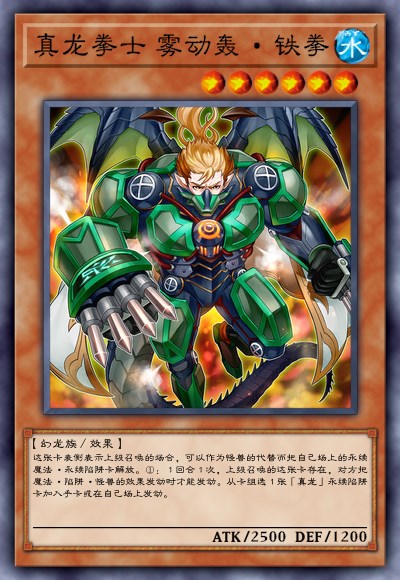 真龙拳士 雾动轰·铁拳
水
【幻龙族/效果】
这张卡表侧表示上级召唤的场合,可以作为怪兽的代替而把自己场上的永续
魔法·永续陷阱卡解放。①:1回合1次,上级召唤的这张卡存在,对方把
魔法·陷阱·怪兽的效果发动时才能发动。从卡组选1张「真龙」永续陷阱
卡加入手卡或在自己场上发动。
ATK/2500 DEF/1200